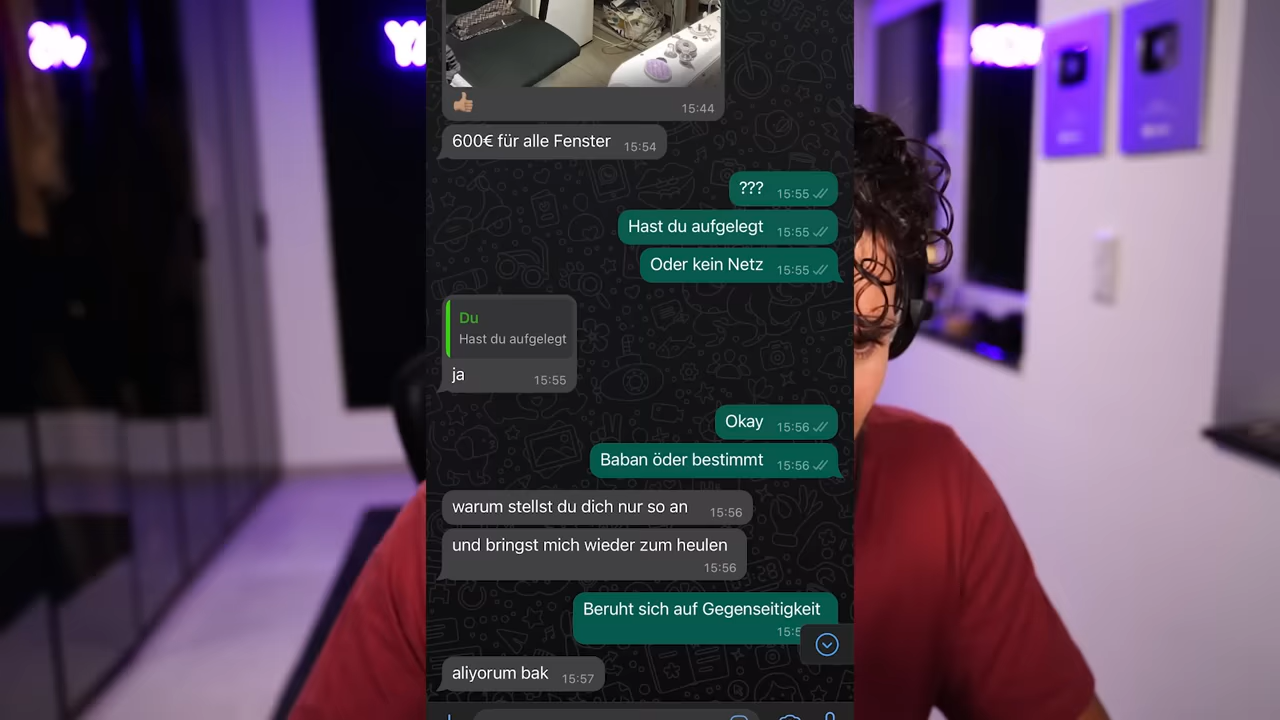 👍🏼
15:44
600€ für alle Fenster 15:54
??? 15:55
Hast du aufgelegt 15:55
Oder kein Netz 15:55
Du
Hast du aufgelegt
ja 15:55
Okay 15:56
Baban öder bestimmt 15:56
warum stellst du dich nur so an 15:56
und bringst mich wieder zum heulen
15:56
Beruht sich auf Gegenseitigkeit
aliyorum bak 15:57